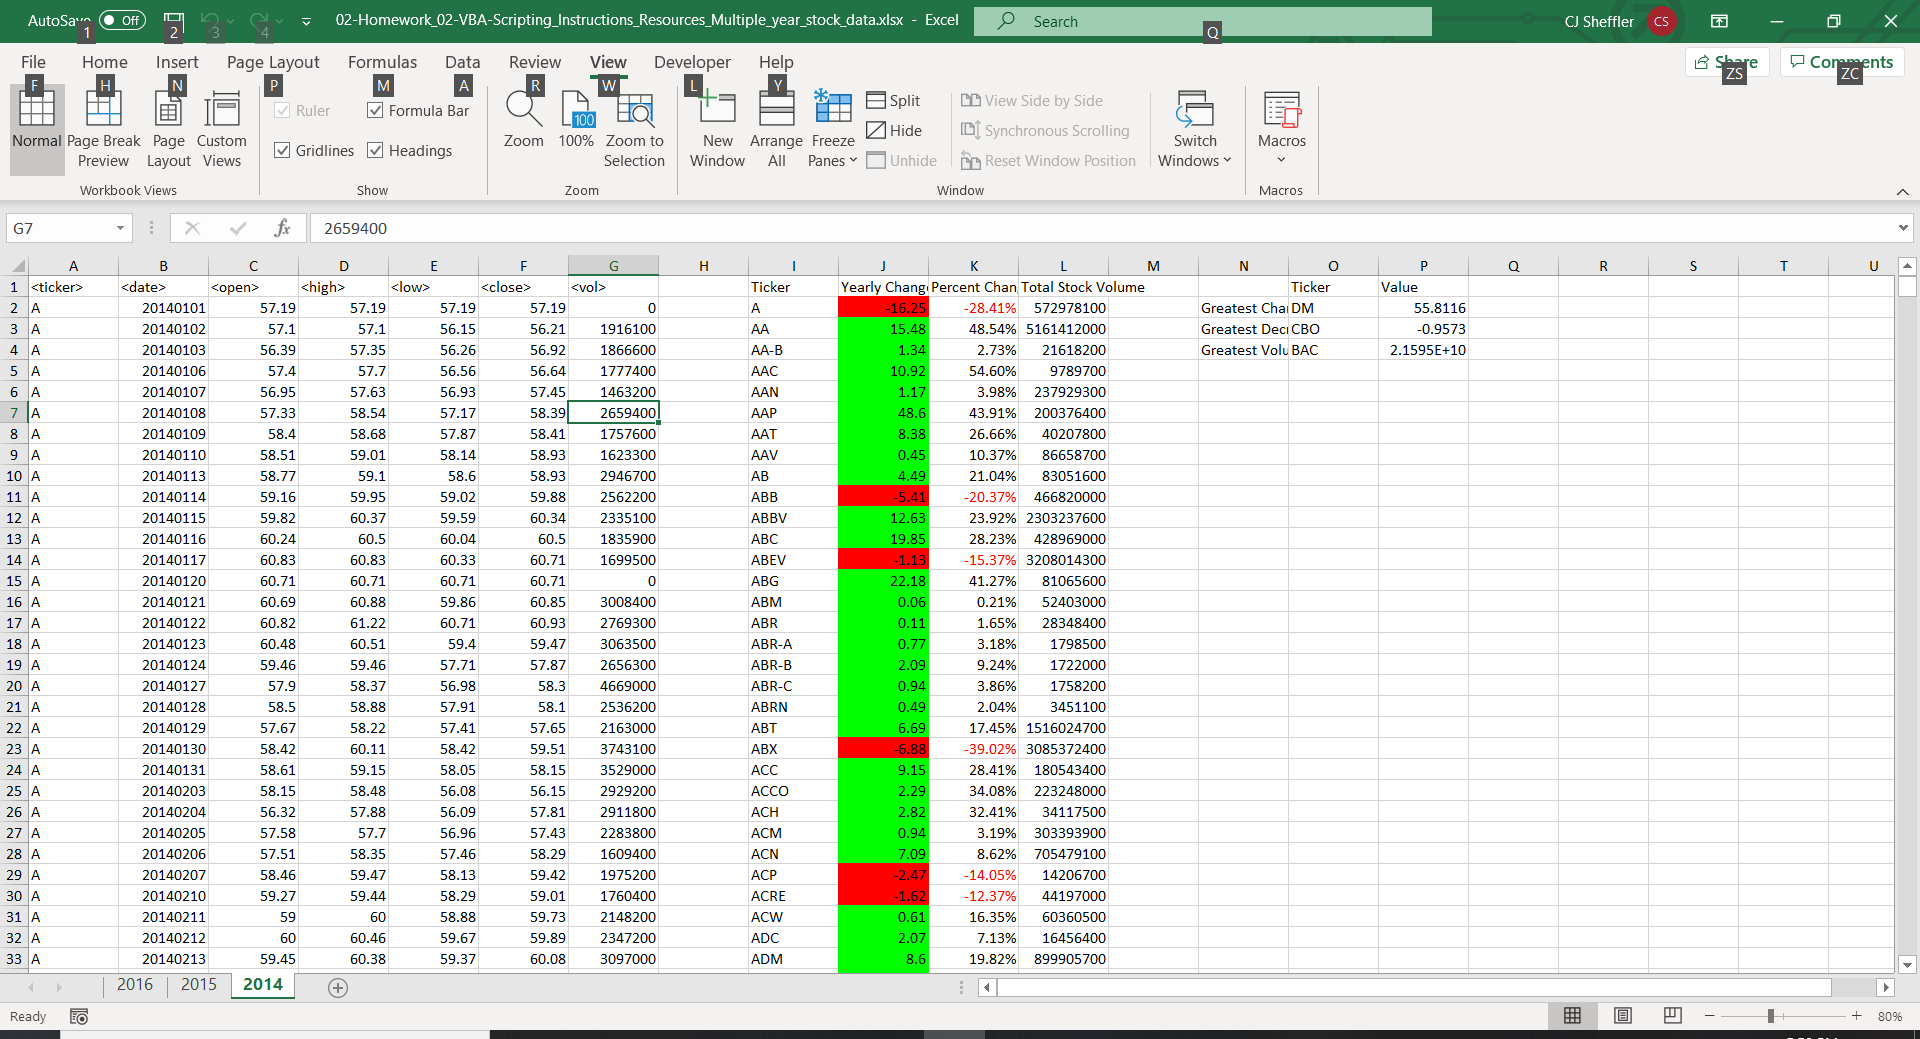 AutoSave Off 02-Homework_02-VBA-Scripting_Instructions_Resources_Multiple_year_stock_data.xlsx - Excel Search CJ Sheffler CS
1 2 3 4 Q
File Home Insert Page Layout Formulas Data Review View Developer Help Share Comments
F H N P M A R W L Y ZS ZC
Ruler Formula Bar 100 Split View Side by Side
Normal Page Break Preview Page Layout Custom Views Zoom 100% Zoom to Selection New Window Arrange All Freeze Panes Hide Synchronous Scrolling Switch Windows Macros
Gridlines Headings Unhide Reset Window Position
Workbook Views Show Zoom Window Macros
G7 fx 2659400
A B C D E F G H I J K L M N O P Q R S T U
1 <ticker> <date> <open> <high> <low> <close> <vol> Ticker Yearly Chang Percent Chan Total Stock Volume Ticker Value
2 A 20140101 57.19 57.19 57.19 57.19 0 A -16.25 -28.41% 572978100 Greatest Cha DM 55.8116
3 A 20140102 57.1 57.1 56.15 56.21 1916100 AA 15.48 48.54% 5161412000 Greatest Decr CBO -0.9573
4 A 20140103 56.39 57.35 56.26 56.92 1866600 AA-B 1.34 2.73% 21618200 Greatest Volu BAC 2.1595E+10
5 A 20140106 57.4 57.7 56.56 56.64 1777400 AAC 10.92 54.60% 9789700
6 A 20140107 56.95 57.63 56.93 57.45 1463200 AAN 1.17 3.98% 237929300
7 A 20140108 57.33 58.54 57.17 58.39 2659400 AAP 48.6 43.91% 200376400
8 A 20140109 58.4 58.68 57.87 58.41 1757600 AAT 8.38 26.66% 40207800
9 A 20140110 58.51 59.01 58.14 58.93 1623300 AAV 0.45 10.37% 86658700
10 A 20140113 58.77 59.1 58.6 58.93 2946700 AB 4.49 21.04% 83051600
11 A 20140114 59.16 59.95 59.02 59.88 2562200 ABB -5.41 -20.37% 466820000
12 A 20140115 59.82 60.37 59.59 60.34 2335100 ABBV 12.63 23.92% 2303237600
13 A 20140116 60.24 60.5 60.04 60.5 1835900 ABC 19.85 28.23% 428969000
14 A 20140117 60.83 60.83 60.33 60.71 1699500 ABEV -1.13 -15.37% 3208014300
15 A 20140120 60.71 60.71 60.71 60.71 0 ABG 22.18 41.27% 81065600
16 A 20140121 60.69 60.88 59.86 60.85 3008400 ABM 0.06 0.21% 52403000
17 A 20140122 60.82 61.22 60.71 60.93 2769300 ABR 0.11 1.65% 28348400
18 A 20140123 60.48 60.51 59.4 59.47 3063500 ABR-A 0.77 3.18% 1798500
19 A 20140124 59.46 59.46 57.71 57.87 2656300 ABR-B 2.09 9.24% 1722000
20 A 20140127 57.9 58.37 56.98 58.3 4669000 ABR-C 0.94 3.86% 1758200
21 A 20140128 58.5 58.88 57.91 58.1 2536200 ABRN 0.49 2.04% 3451100
22 A 20140129 57.67 58.22 57.41 57.65 2163000 ABT 6.69 17.45% 1516024700
23 A 20140130 58.42 60.11 58.42 59.51 3743100 ABX -6.88 -39.02% 3085372400
24 A 20140131 58.61 59.15 58.05 58.15 3529000 ACC 9.15 28.41% 180543400
25 A 20140203 58.15 58.48 56.08 56.15 2929200 ACCO 2.29 34.08% 223248000
26 A 20140204 56.32 57.88 56.09 57.81 2911800 ACH 2.82 32.41% 34117500
27 A 20140205 57.58 57.7 56.96 57.43 2283800 ACM 0.94 3.19% 303393900
28 A 20140206 57.51 58.35 57.46 58.29 1609400 ACN 7.09 8.62% 705479100
29 A 20140207 58.46 59.47 58.13 59.42 1975200 ACP -2.47 -14.05% 14206700
30 A 20140210 59.27 59.44 58.29 59.01 1760400 ACRE -1.62 -12.37% 44197000
31 A 20140211 59 60 58.88 59.73 2148200 ACW 0.61 16.35% 60360500
32 A 20140212 60 60.46 59.67 59.89 2347200 ADC 2.07 7.13% 16456400
33 A 20140213 59.45 60.38 59.37 60.08 3097000 ADM 8.6 19.82% 899905700
2016 2015 2014
Ready 80%